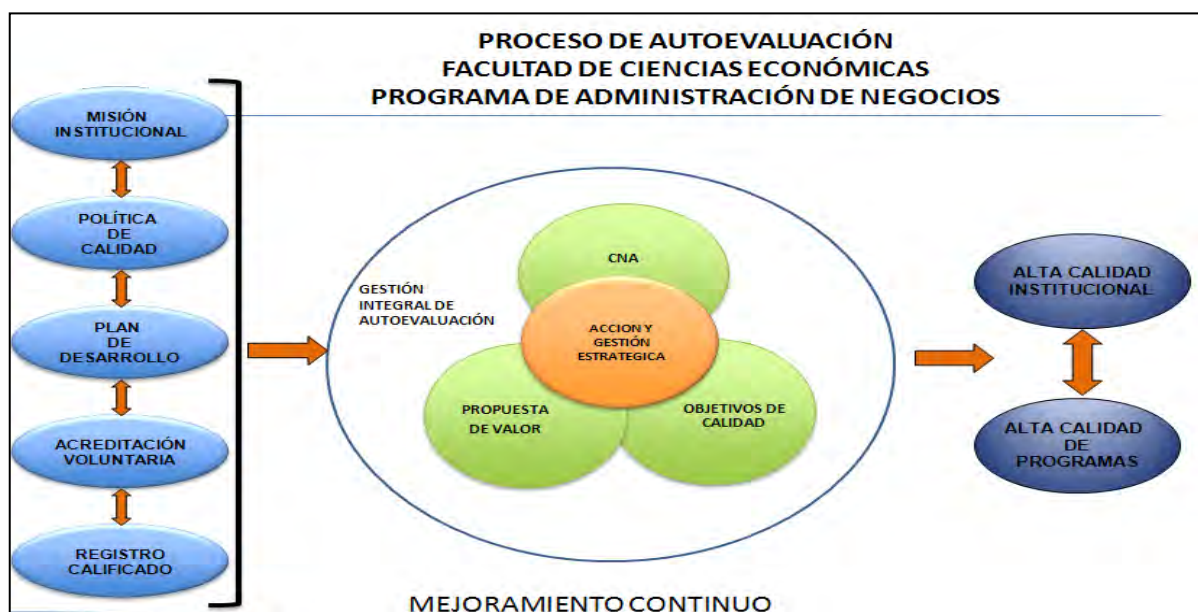 PROCESO DE AUTOEVALUACIÓN
FACULTAD DE CIENCIAS ECONÓMICAS
PROGRAMA DE ADMINISTRACIÓN DE NEGOCIOS
MISIÓN
INSTITUCIONAL
POLÍTICA
DE
CALIDAD
PLAN
DE
DESARROLLO
ACREDITACIÓN
VOLUNTARIA
REGISTRO
CALIFICADO
GESTIÓN
INTEGRAL DE
AUTOEVALUACIÓN
CNA
ACCION Y
GESTIÓN
ESTRATEGICA
PROPUESTA
DE VALOR
OBJETIVOS DE
CALIDAD
ALTA CALIDAD
INSTITUCIONAL
ALTA CALIDAD
DE
PROGRAMAS
MEJORAMIENTO CONTINUO